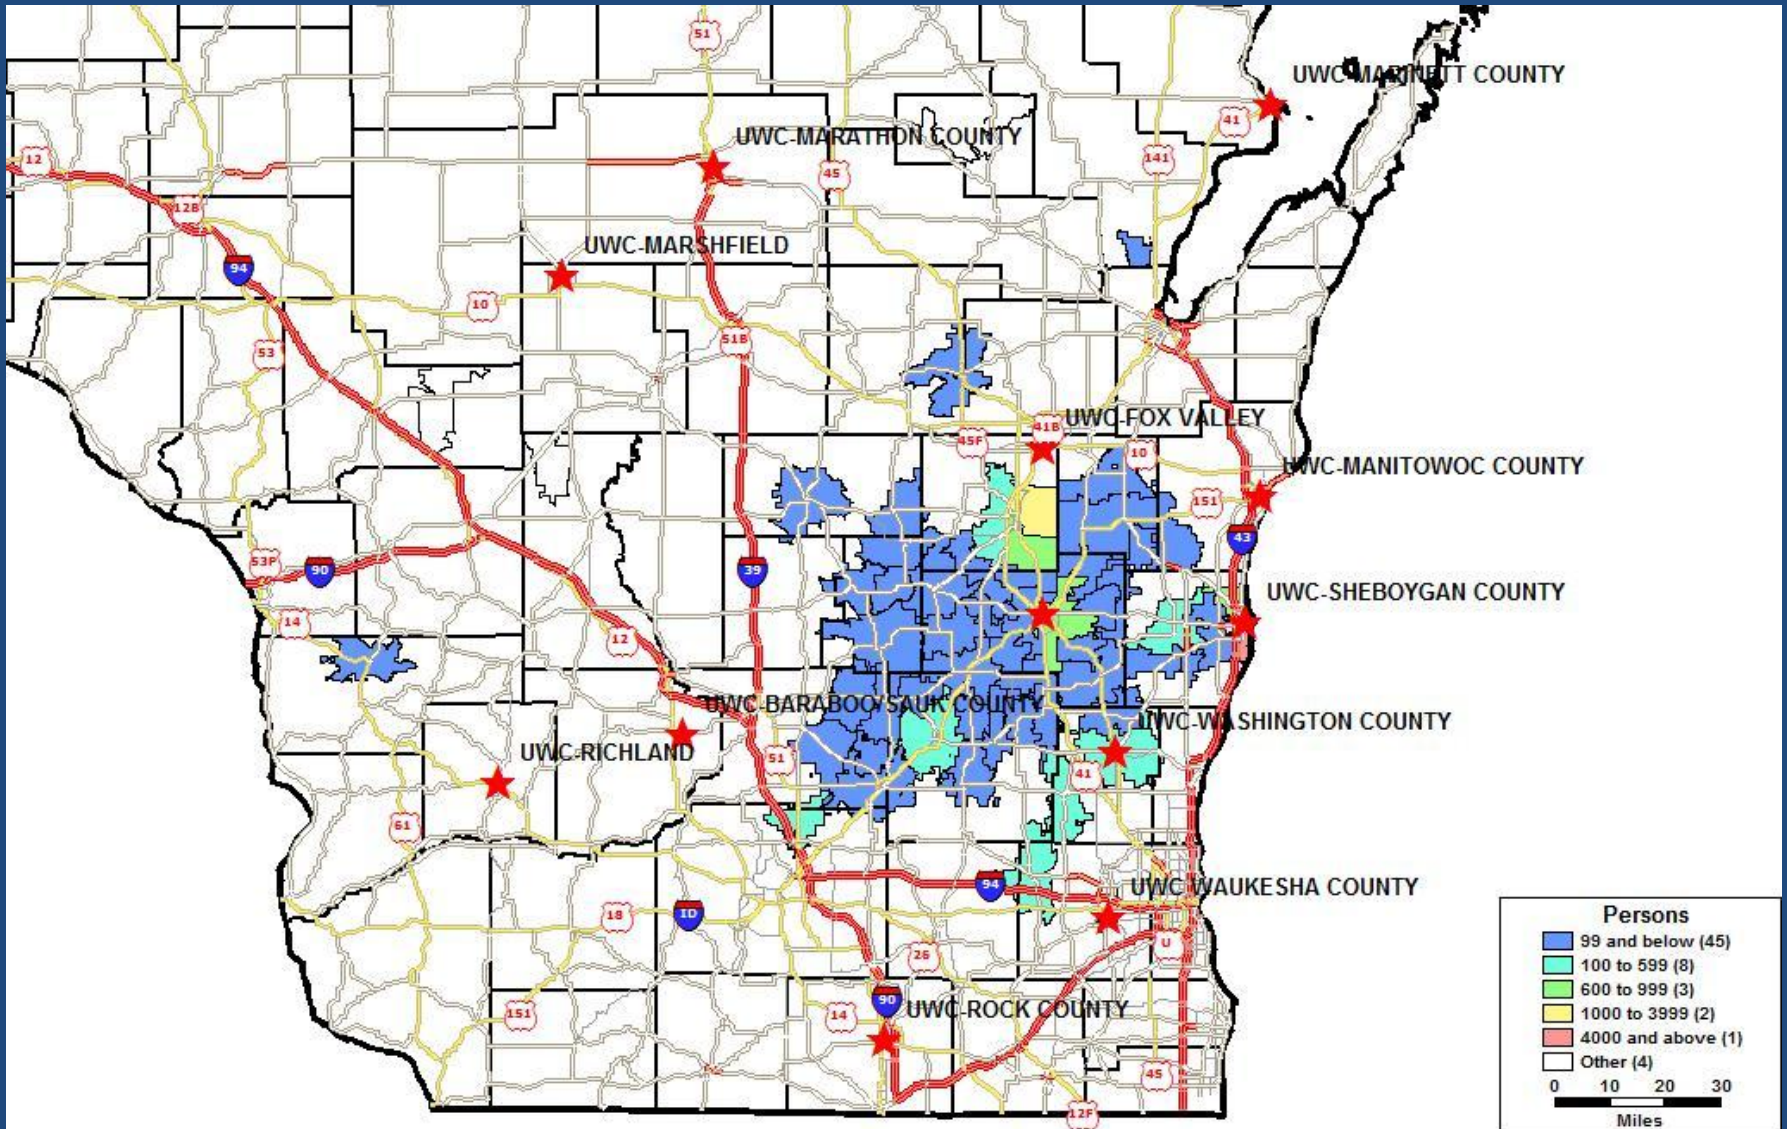 51
UWC-MARINETT COUNTY
41
UWC-MARATHON COUNTY
12
141
45
12B
UWC-MARSHFIELD
94
10
51B
53
UWC-FOX VALLEY
41B
45F
10
UWC-MANITOWOC COUNTY
151
43
53P
90
39
UWC-SHEBOYGAN COUNTY
14
12
UWC-BARABOO/SAUK COUNTY
UWC-WASHINGTON COUNTY
UWC-RICHLAND
51
41
61
94
UWC-WAUKESHA COUNTY
18
ID
U
26
90
UWC-ROCK COUNTY
151
14
45
12F
Persons
99 and below (45)
100 to 599 (8)
600 to 999 (3)
1000 to 3999 (2)
4000 and above (1)
Other (4)
0 10 20 30
Miles